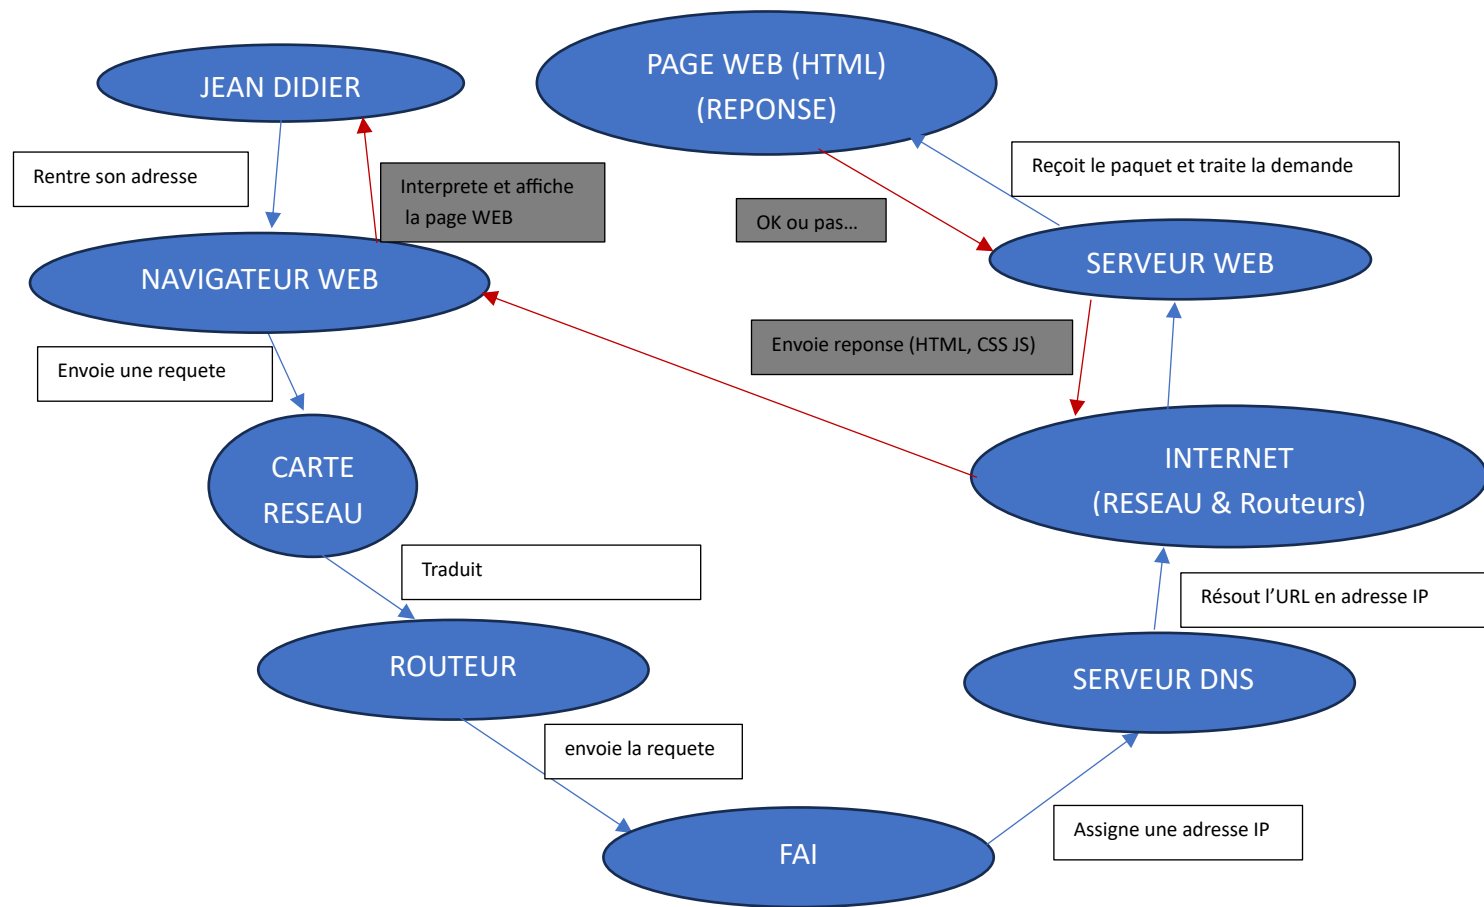 JEAN DIDIER
PAGE WEB (HTML)
(REPONSE)
Rentre son adresse
Interprete et affiche
la page WEB
OK ou pas...
Reçoit le paquet et traite la demande
NAVIGATEUR WEB
SERVEUR WEB
Envoie une requete
Envoie reponse (HTML, CSS JS)
CARTE
RESEAU
INTERNET
(RESEAU & Routeurs)
Traduit
Résout l’URL en adresse IP
ROUTEUR
SERVEUR DNS
envoie la requete
Assigne une adresse IP
FAI